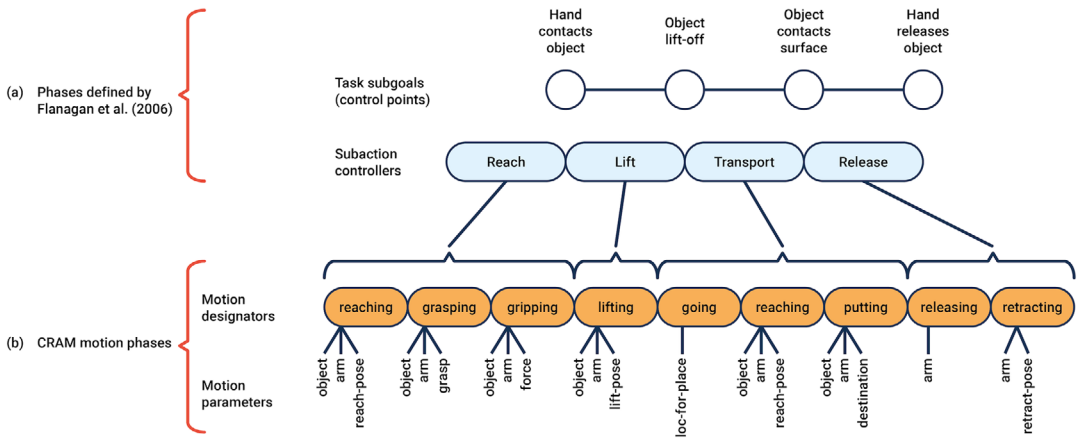 Hand
contacts
object
Object
lift-off
Object
contacts
surface
Hand
releases
object
(a) Phases defined by
Flanagan et al. (2006)
Task subgoals
(control points)
Subaction
controllers
Reach
Lift
Transport
Release
(b) CRAM motion phases
Motion
designators
reaching
grasping
gripping
lifting
going
reaching
putting
releasing
retracting
Motion
parameters
object
arm
reach-pose
object
arm
grasp
object
arm
force
object
arm
lift-pose
loc-for-place
object
arm
reach-pose
object
arm
destination
arm
arm
retract-pose